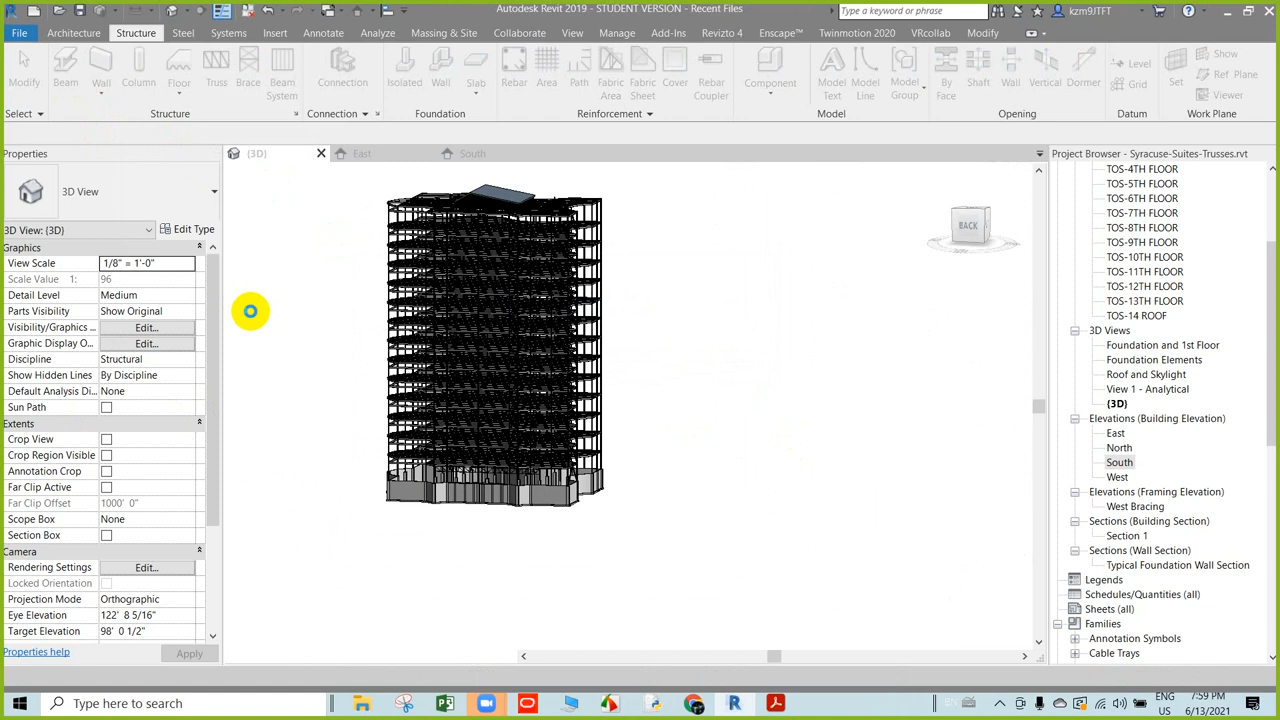 Autodesk Revit 2019 - STUDENT VERSION - Recent Files
Type a keyword or phrase
kzm9JTFT
File Architecture Structure Steel Systems Insert Annotate Analyze Massing & Site Collaborate View Manage Add-Ins Revizto 4 Enscape™ Twinmotion 2020 VRcollab Modify
Modify Beam Wall Column Floor Truss Brace Beam System Connection Isolated Wall Slab Rebar Area Path Fabric Area Fabric Sheet Cover Rebar Coupler Component Model Text Model Line Model Group By Face Shaft Wall Vertical Dormer Level Grid Set Show Ref Plane Viewer
Select Structure Connection Foundation Reinforcement Model Opening Datum Work Plane
Properties
(3D) East South
Project Browser - Syracuse-Suites-Trusses.rvt
3D View
3D View: {3D}
Edit Type
Graphics
View Scale 1/8" = 1'-0"
Scale Value 1: 96
Detail Level Medium
Parts Visibility Show Original
Visibility/Graphics ... Edit...
Graphic Display O... Edit...
Discipline Structural
Show Hidden Lines By Discipline
Default Analysis Di... None
Sun Path
Extents
Crop View
Crop Region Visible
Annotation Crop
Far Clip Active
Far Clip Offset 1000' 0"
Scope Box None
Section Box
Camera
Rendering Settings Edit...
Locked Orientation
Projection Mode Orthographic
Eye Elevation 122' 8 5/16"
Target Elevation 98' 0 1/2"
Properties help
Apply
BACK
TOS-4TH FLOOR
TOS-5TH FLOOR
TOS-6TH FLOOR
TOS-7TH FLOOR
TOS-8TH FLOOR
TOS-9TH FLOOR
TOS-10TH FLOOR
TOS-11TH FLOOR
TOS-12TH FLOOR
TOS-13TH FLOOR
TOS-14 ROOF
3D Views
Foundation and 1st Floor
Foundation Elements
Roof and Skylight
View 1 - Analytical
{3D}
Elevations (Building Elevation)
East
North
South
West
Elevations (Framing Elevation)
West Bracing
Sections (Building Section)
Section 1
Sections (Wall Section)
Typical Foundation Wall Section
Legends
Schedules/Quantities (all)
Sheets (all)
Families
Annotation Symbols
Cable Trays
Type here to search
ENG
US
7:59 PM
6/13/2021